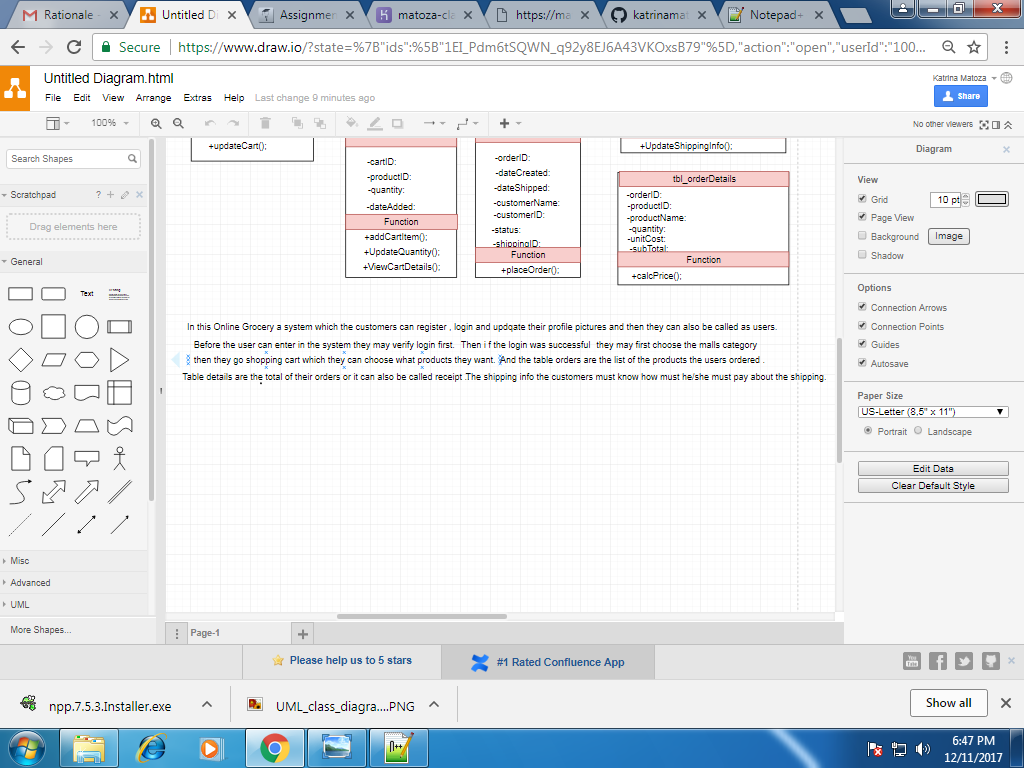 Rationale -
Untitled Di
Assignmen
matoza-cla
https://ma
katrinamat
Notepad+
Secure
https://www.draw.io/?state=%7B"ids":%5B"1EI_Pdm6tSQWN_q92y8EJ6A43VKOxsB79"%5D,"action":"open","userId":"100...
Untitled Diagram.html
File Edit View Arrange Extras Help Last change 9 minutes ago
Katrina Matoza
Share
100%
No other viewers
Search Shapes
Scratchpad
?
Drag elements here
General
Text
Misc
Advanced
UML
More Shapes...
+updateCart();
-cartID:
-productID:
-quantity:
-dateAdded:
Function
+addCartItem();
+UpdateQuantity();
+ViewCartDetails();
-orderID:
-dateCreated:
-dateShipped:
-customerName:
-customerID:
-status:
-shippingID:
Function
+placeOrder();
+UpdateShippingInfo();
tbl_orderDetails
-orderID:
-productID:
-productName:
-quantity:
-unitCost:
-subTotal:
Function
+calcPrice();
In this Online Grocery a system which the customers can register , login and updqate their profile pictures and then they can also be called as users.
Before the user can enter in the system they may verify login first. Then i if the login was successful they may first choose the malls category
then they go shopping cart which they can choose what products they want. And the table orders are the list of the products the users ordered .
Table details are the total of their orders or it can also be called receipt .The shipping info the customers must know how must he/she must pay about the shipping.
Diagram
View
Grid
10 pt
Page View
Background
Image
Shadow
Options
Connection Arrows
Connection Points
Guides
Autosave
Paper Size
US-Letter (8,5" x 11")
Portrait Landscape
Edit Data
Clear Default Style
Page-1
Please help us to 5 stars
#1 Rated Confluence App
npp.7.5.3.Installer.exe
UML_class_diagra....PNG
Show all
6:47 PM
12/11/2017